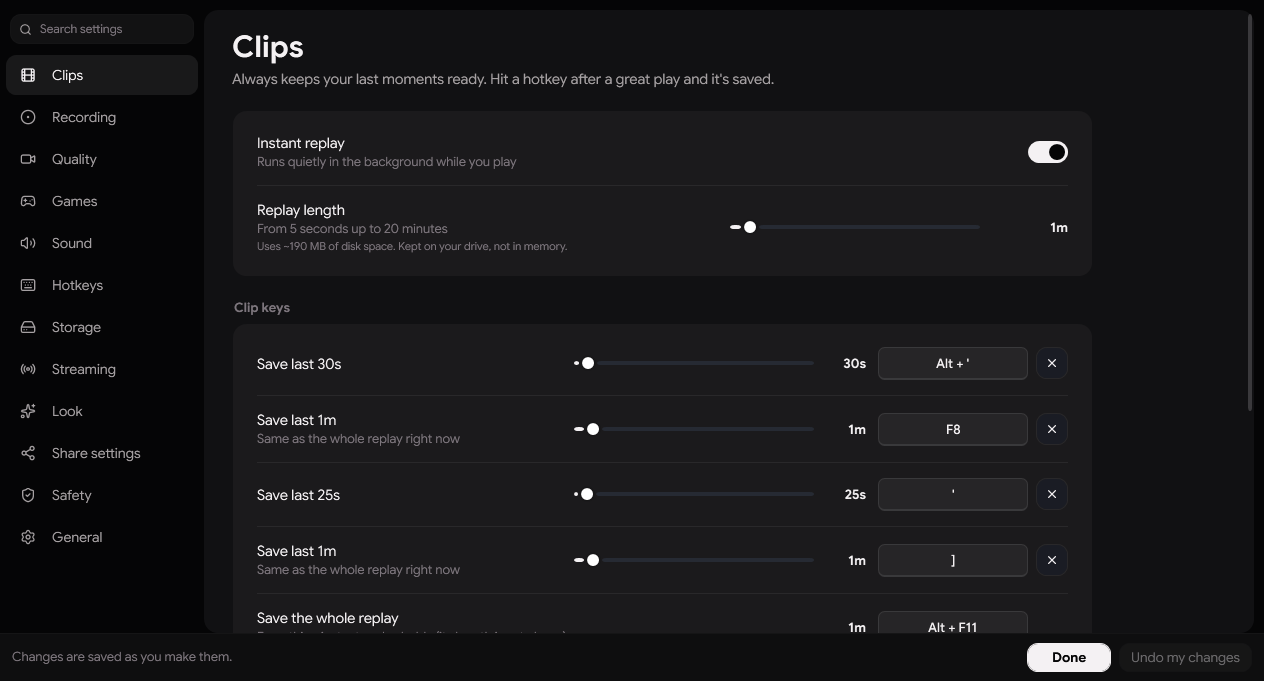 Search settings
Clips
Recording
Quality
Games
Sound
Hotkeys
Storage
Streaming
Look
Share settings
Safety
General
Clips
Always keeps your last moments ready. Hit a hotkey after a great play and it's saved.
Instant replay
Runs quietly in the background while you play
Replay length
From 5 seconds up to 20 minutes
1m
Uses ~190 MB of disk space. Kept on your drive, not in memory.
Clip keys
Save last 30s 30s Alt + '
Save last 1m
Same as the whole replay right now
1m F8
Save last 25s 25s '
Save last 1m
Same as the whole replay right now
1m ]
Save the whole replay
1m Alt + F11
Changes are saved as you make them.
Done
Undo my changes